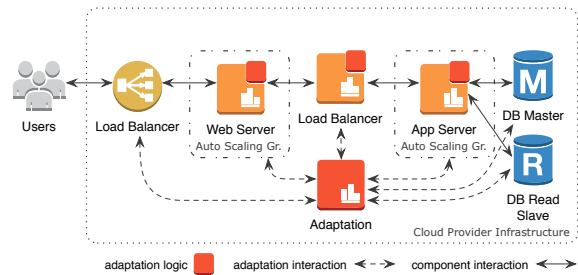 Users
Load Balancer
Web Server
Auto Scaling Gr.
Load Balancer
App Server
Auto Scaling Gr.
M
DB Master
R
DB Read
Slave
Adaptation
Cloud Provider Infrastructure
adaptation logic
adaptation interaction
component interaction